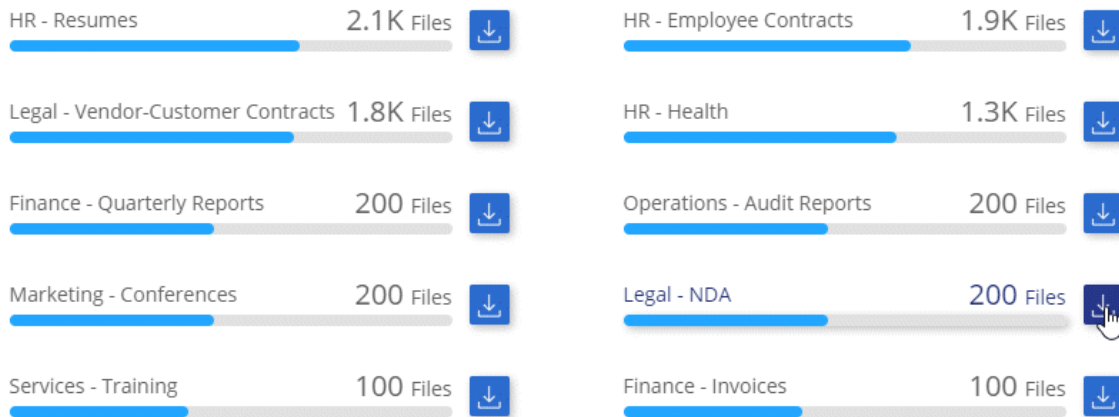 HR - Resumes 2.1K Files
HR - Employee Contracts 1.9K Files
Legal - Vendor-Customer Contracts 1.8K Files
HR - Health 1.3K Files
Finance - Quarterly Reports 200 Files
Operations - Audit Reports 200 Files
Marketing - Conferences 200 Files
Legal - NDA 200 Files
Services - Training 100 Files
Finance - Invoices 100 Files